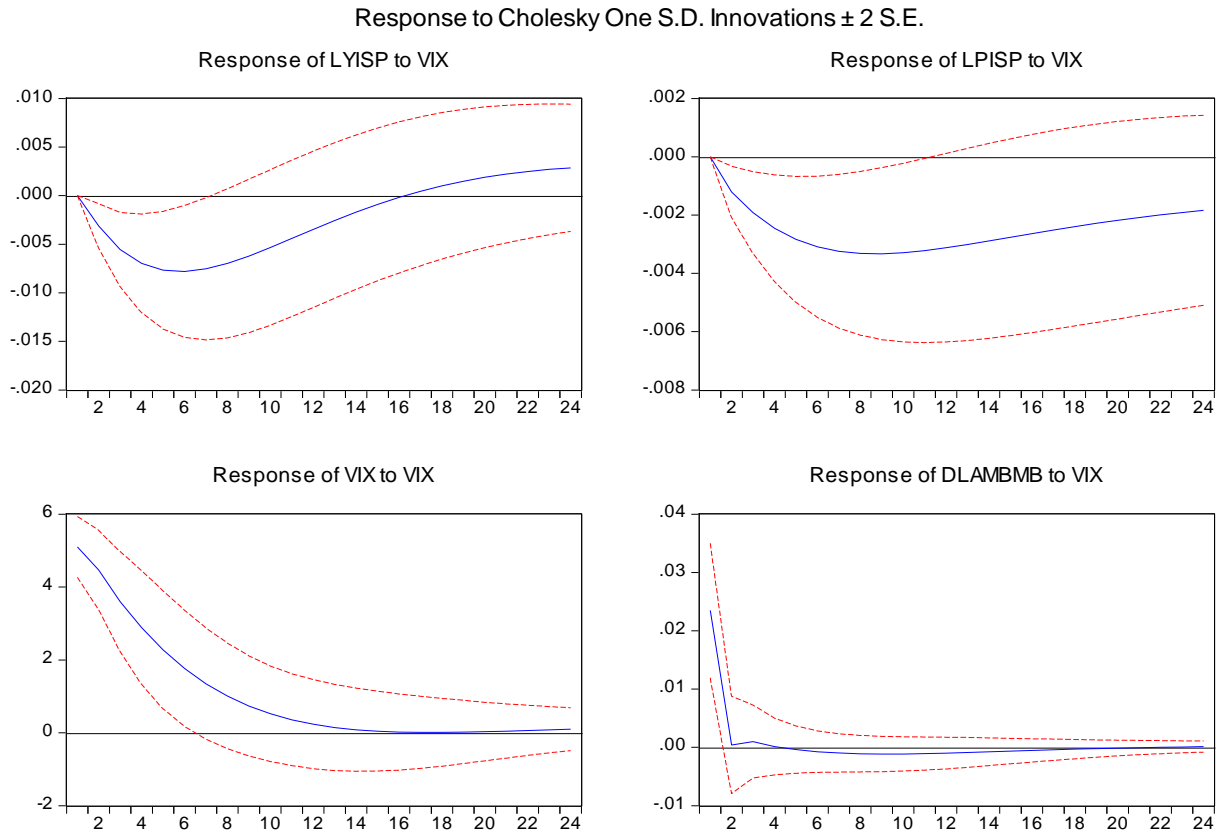 Response to Cholesky One S.D. Innovations ± 2 S.E.
Response of LYISP to VIX
.010
.005
.000
-.005
-.010
-.015
-.020
2 4 6 8 10 12 14 16 18 20 22 24
Response of LPISP to VIX
.002
.000
-.002
-.004
-.006
-.008
2 4 6 8 10 12 14 16 18 20 22 24
Response of VIX to VIX
6
4
2
0
-2
2 4 6 8 10 12 14 16 18 20 22 24
Response of DLAMBMB to VIX
.04
.03
.02
.01
.00
-.01
2 4 6 8 10 12 14 16 18 20 22 24